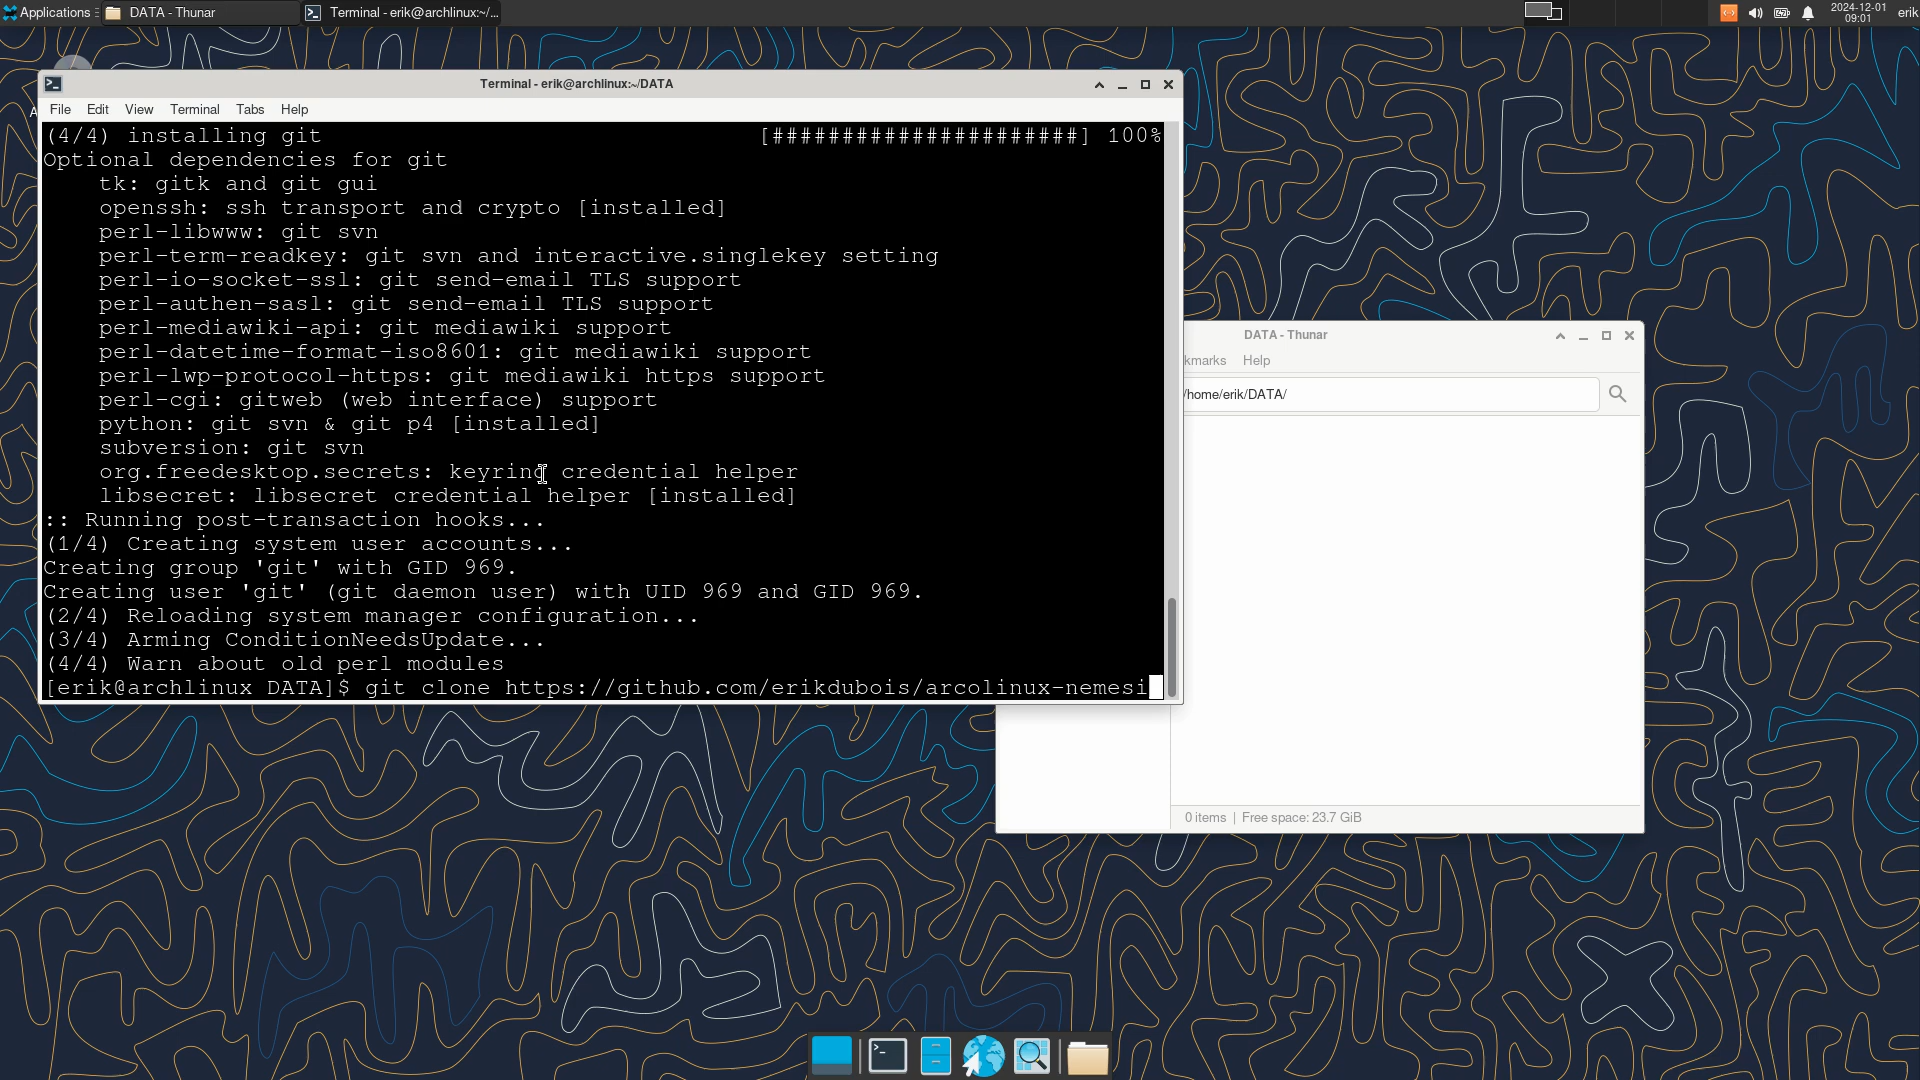 Applications
DATA - Thunar
Terminal - erik@archlinux:~/...
2024-12-01
09:01
erik
Terminal - erik@archlinux:~/DATA
File Edit View Terminal Tabs Help
(4/4) installing git [######################] 100%
Optional dependencies for git
tk: gitk and git gui
openssh: ssh transport and crypto [installed]
perl-libwww: git svn
perl-term-readkey: git svn and interactive.singlekey setting
perl-io-socket-ssl: git send-email TLS support
perl-authen-sasl: git send-email TLS support
perl-mediawiki-api: git mediawiki support
perl-datetime-format-iso8601: git mediawiki support
perl-lwp-protocol-https: git mediawiki https support
perl-cgi: gitweb (web interface) support
python: git svn & git p4 [installed]
subversion: git svn
org.freedesktop.secrets: keyring credential helper
libsecret: libsecret credential helper [installed]
:: Running post-transaction hooks...
(1/4) Creating system user accounts...
Creating group 'git' with GID 969.
Creating user 'git' (git daemon user) with UID 969 and GID 969.
(2/4) Reloading system manager configuration...
(3/4) Arming ConditionNeedsUpdate...
(4/4) Warn about old perl modules
[erik@archlinux DATA]$ git clone https://github.com/erikdubois/arcolinux-nemesi
DATA - Thunar
kmarks Help
/home/erik/DATA/
0 items | Free space: 23.7 GiB